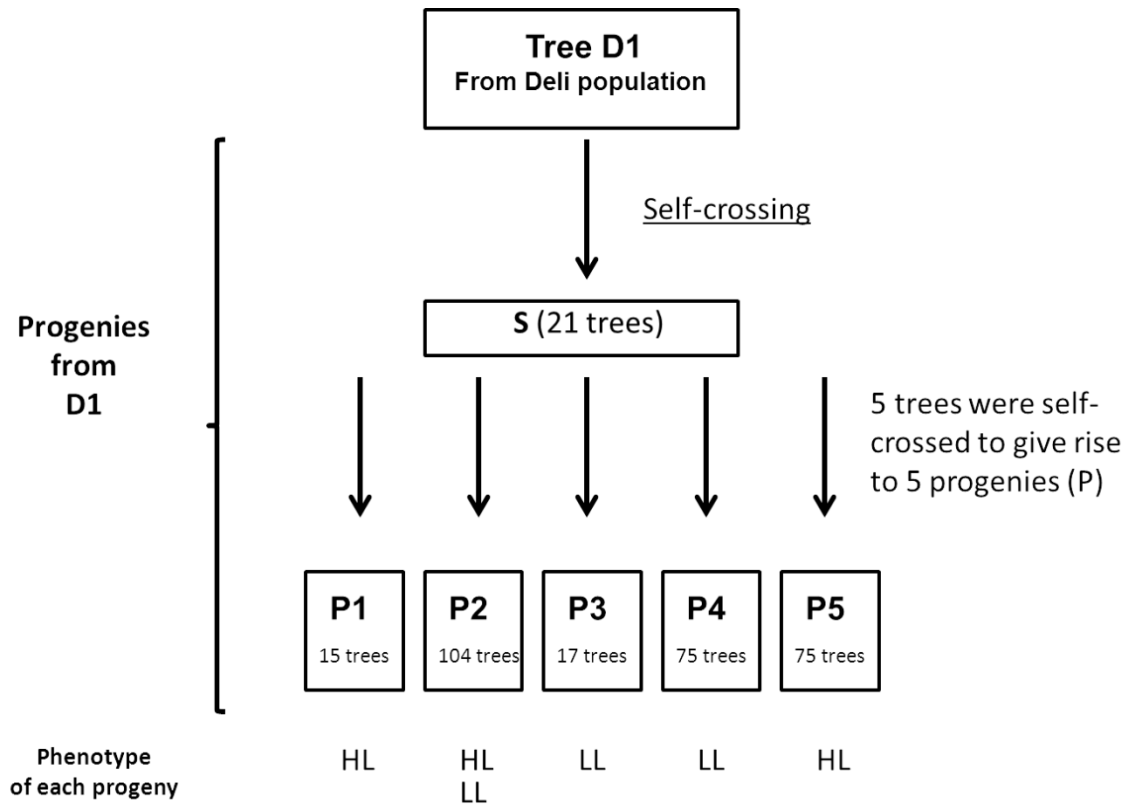 Tree D1
From Deli population
Self-crossing
S (21 trees)
Progenies
from
D1
5 trees were self-
crossed to give rise
to 5 progenies (P)
P1 P2 P3 P4 P5
15 trees 104 trees 17 trees 75 trees 75 trees
Phenotype
of each progeny
HL HL LL LL HL
LL